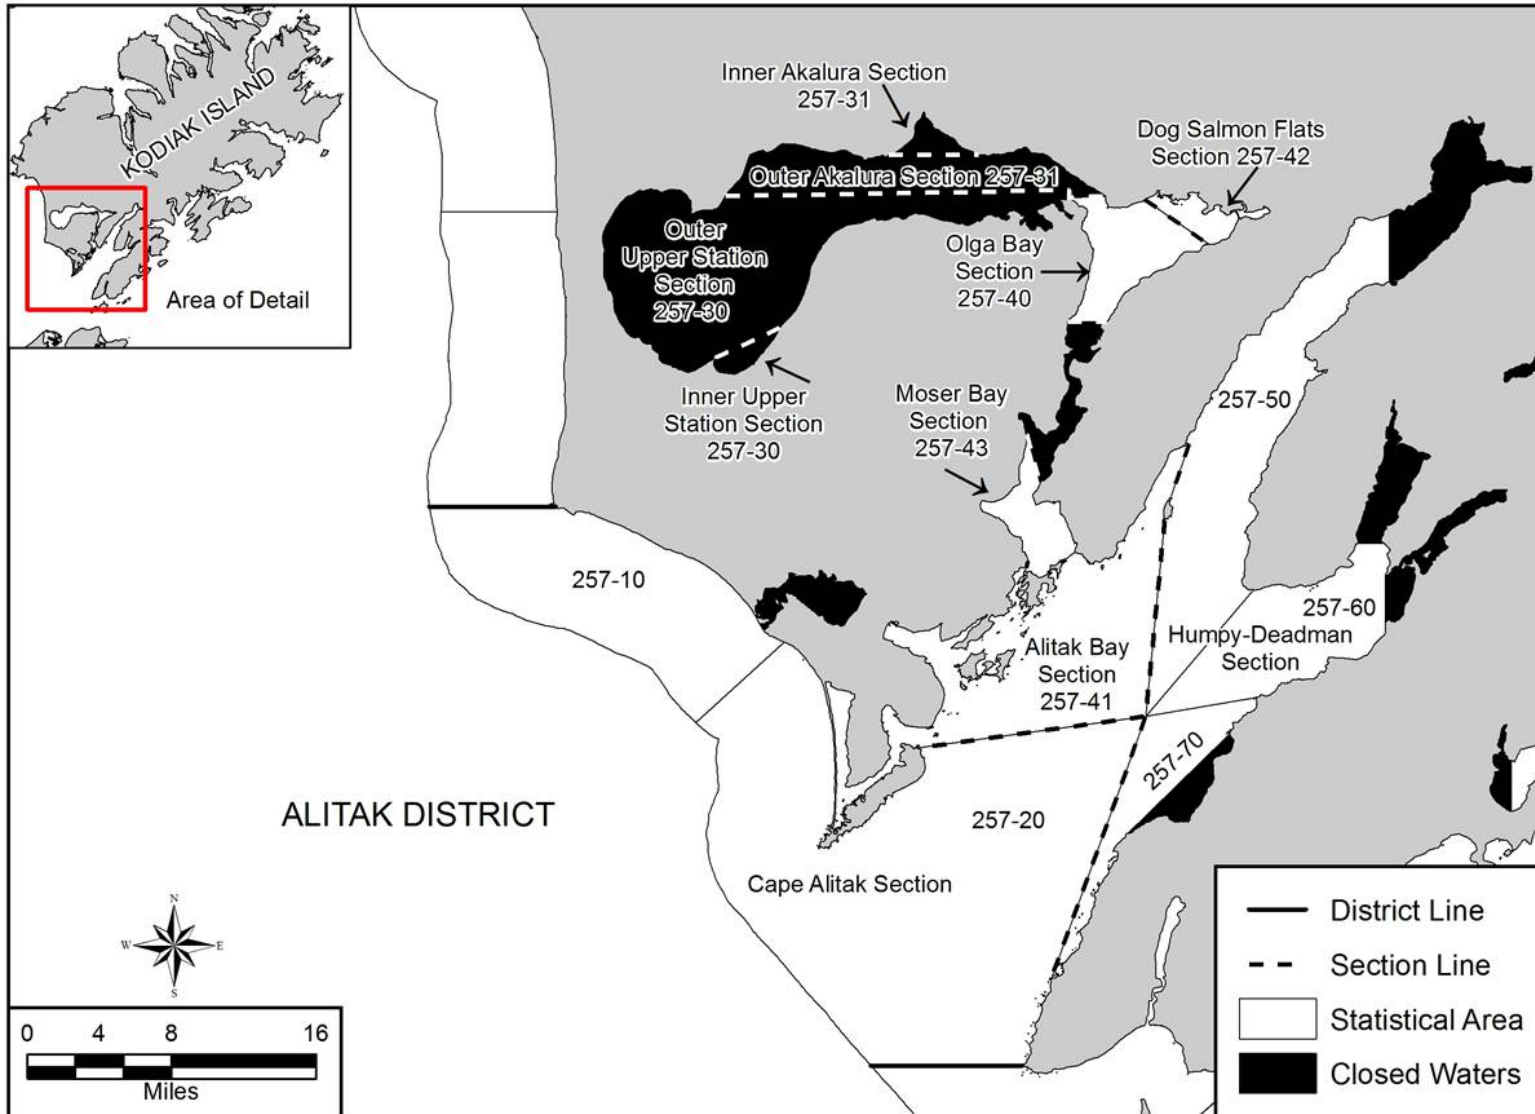 KODIAK ISLAND
Area of Detail
Inner Akalura Section
257-31
Dog Salmon Flats
Section 257-42
Outer Akalura Section 257-31
Outer
Upper Station
Section
257-30
Olga Bay
Section
257-40
Inner Upper
Station Section
257-30
Moser Bay
Section
257-43
257-50
257-10
257-60
Humpy-Deadman
Section
Alitak Bay
Section
257-41
257-70
257-20
ALITAK DISTRICT
Cape Alitak Section
N
W
E
S
0 4 8 16
Miles
District Line
Section Line
Statistical Area
Closed Waters